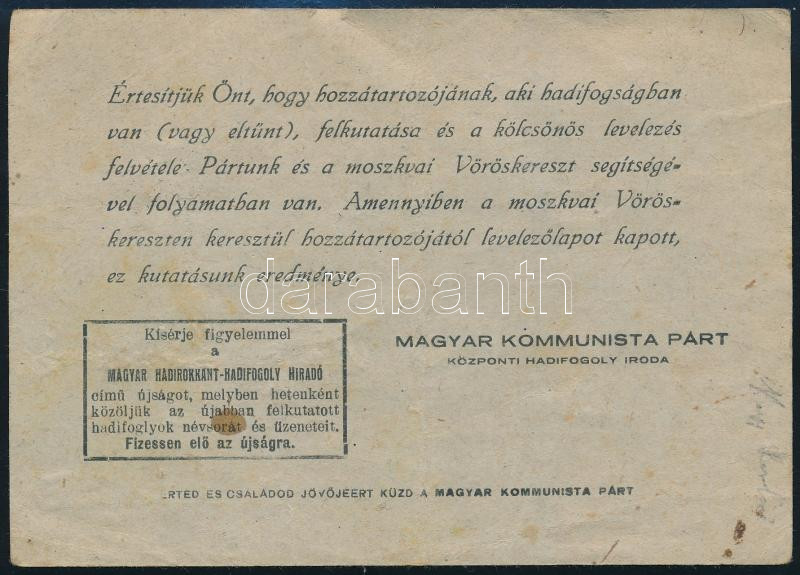 Értesítjük Önt, hogy hozzátartozójának, aki hadifogságban
van (vagy eltünt), felkutatása és a kölcsönös levelezés
felvétele Pártunk és a moszkvai Vöröskereszt segítségé-
vel folyamatban van. Amennyiben a moszkvai Vörös-
kereszten keresztül hozzátartozójától levelezőlapot kapott,
ez kutatásunk eredménye.
darabanth
Kisérje figyelemmel
a
MAGYAR HADIROKKANT-HADIFOGOLY HIRADÓ
című újságot, melyben hetenként
közöljük az újabban felkutatott
hadifoglyok névsorát és üzeneteit.
Fizessen elő az újságra.
MAGYAR KOMMUNISTA PÁRT
KÖZPONTI HADIFOGOLY IRODA
ÉRTED ÉS CSALÁDOD JÖVŐJÉÉRT KÜZD A MAGYAR KOMMUNISTA PÁRT